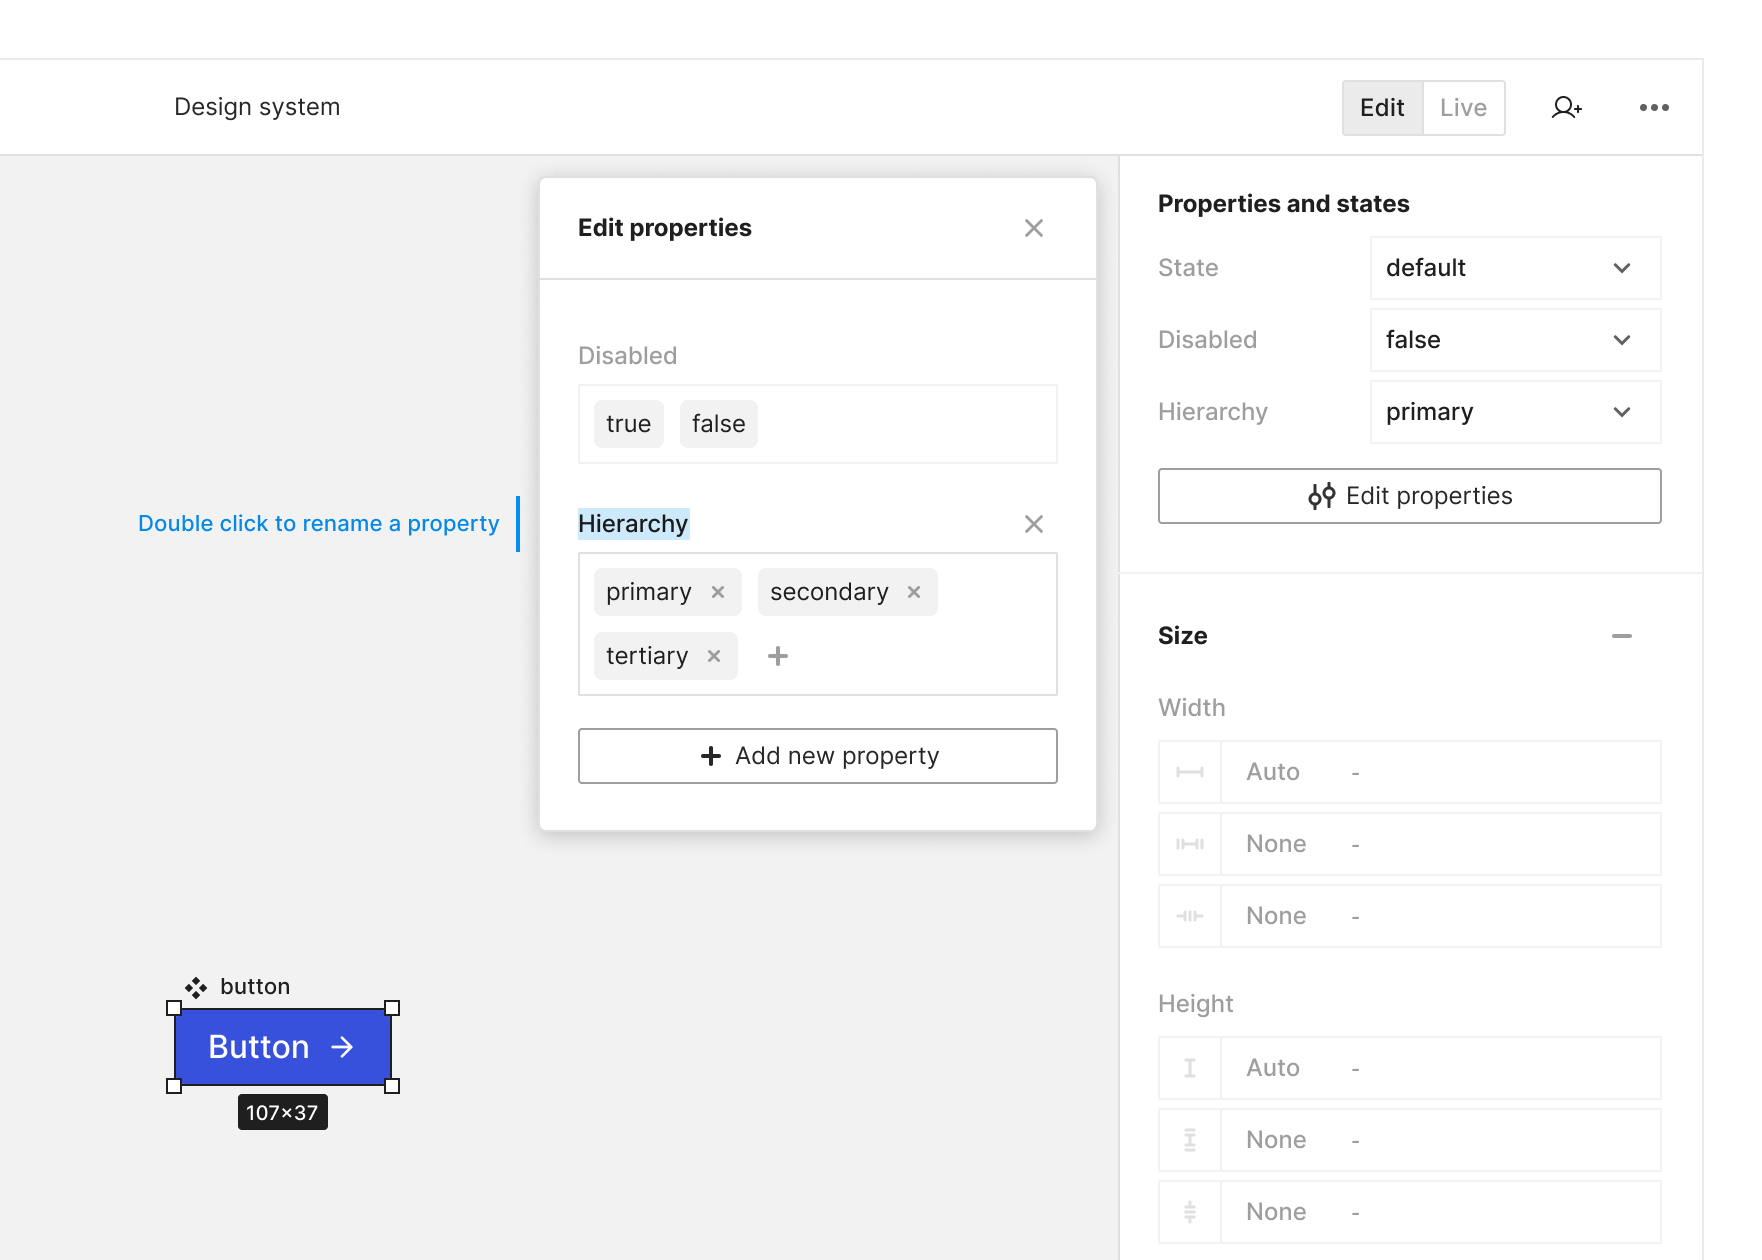 Design system
Edit
Live
Edit properties
Disabled
true
false
Double click to rename a property
Hierarchy
primary
secondary
tertiary
Add new property
button
Button
107×37
Properties and states
State
default
Disabled
false
Hierarchy
primary
Edit properties
Size
Width
Auto -
None -
None -
Height
Auto -
None -
None -